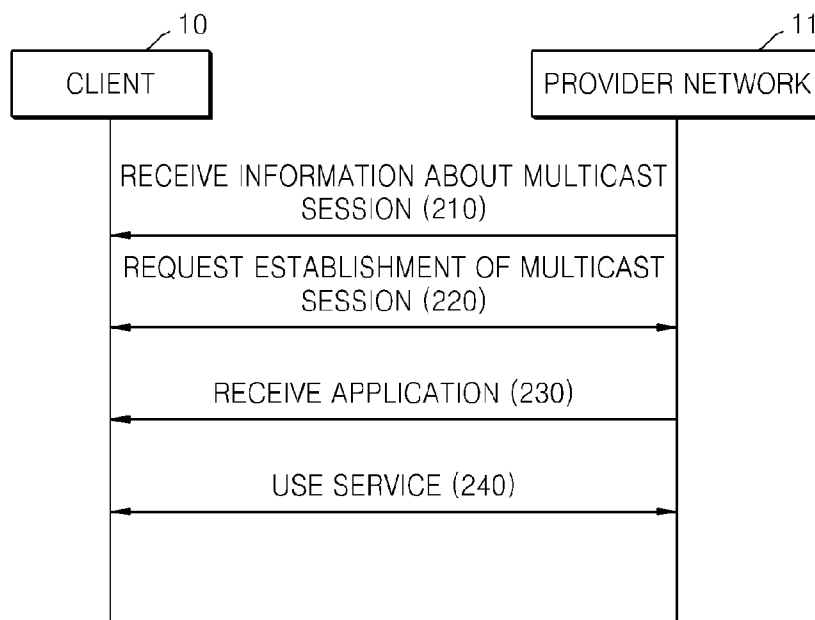 10
11
CLIENT
PROVIDER NETWORK
RECEIVE INFORMATION ABOUT MULTICAST
SESSION (210)
REQUEST ESTABLISHMENT OF MULTICAST
SESSION (220)
RECEIVE APPLICATION (230)
USE SERVICE (240)